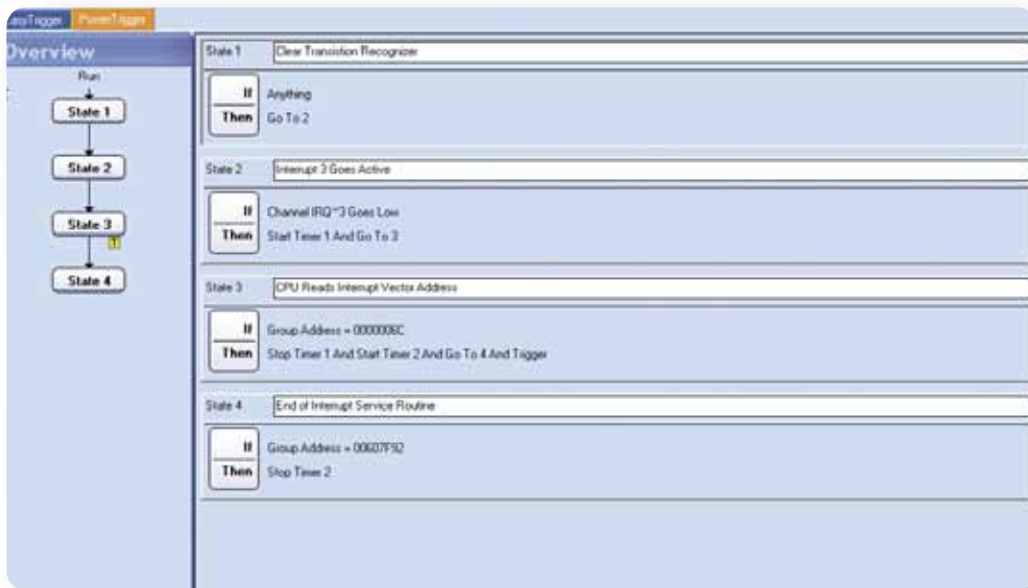 PowerTrigger
Overview
Run
State 1
State 2
State 3
T
State 4
State 1 Clear Transistion Recognizer
If Anything
Then Go To 2
State 2 Interrupt 3 Goes Active
If Channel IRQ~3 Goes Low
Then Start Timer 1 And Go To 3
State 3 CPU Reads Interrupt Vector Address
If Group Address = 0000006C
Then Stop Timer 1 And Start Timer 2 And Go To 4 And Trigger
State 4 End of Interrupt Service Routine
If Group Address = 00607F92
Then Stop Timer 2